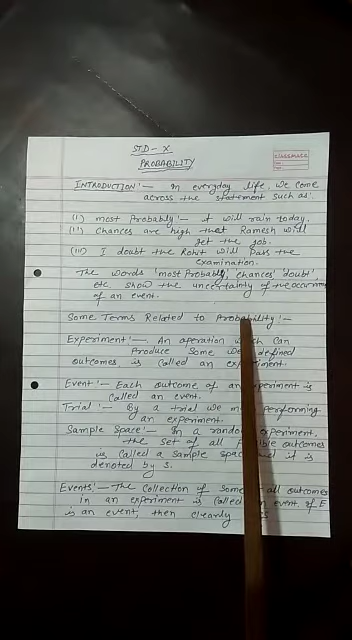 STD - X
PROBABILITY
CLASSMATE
INTRODUCTION:- In everyday life, we come
across the statement such as:
(i) most Probably:- it will rain today.
(ii) chances are high that Ramesh will
get the job.
(iii) I doubt the Rohit will Pass the
examination.
The words 'most Probably', chances' doubt'
etc. show the uncertainty of the
of an event.
Some Terms Related to Probability:-
Experiment:- An operation which can
Produce Some defined
outcomes, is called an experiment.
Event:- Each outcome of an experiment is
called an event.
Trial:- By a trial we performing
an experiment.
Sample Space:- In a random experiment,
the set of all outcomes
is called a Sample space and it is
denoted by S.
Events:- The Collection of Some all outcomes
in an experiment is called an event. If E
is an event, then clearly